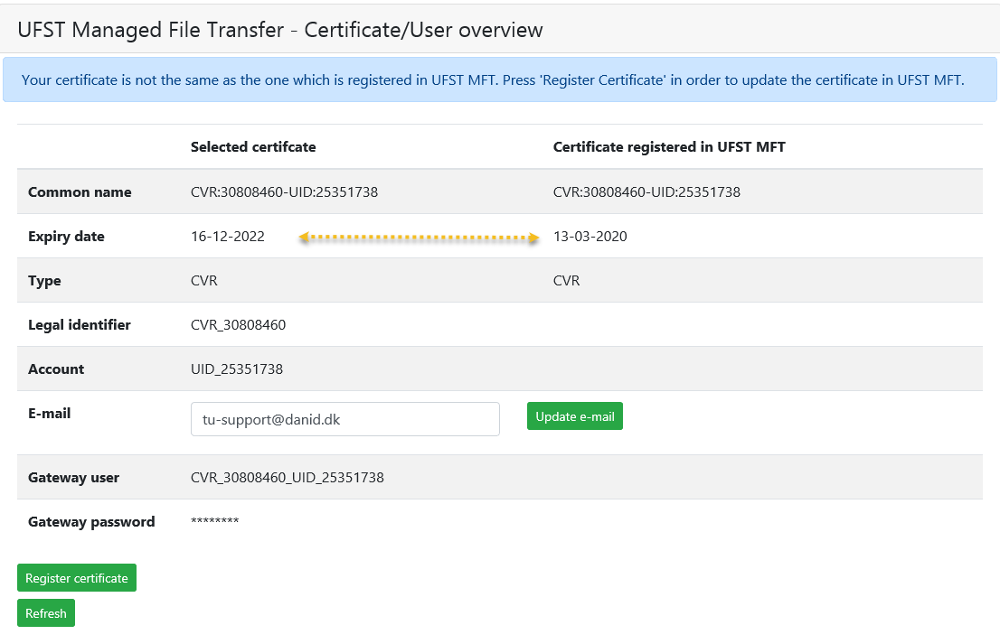 UFST Managed File Transfer - Certificate/User overview
Your certificate is not the same as the one which is registered in UFST MFT. Press 'Register Certificate' in order to update the certificate in UFST MFT.
Selected certifcate Certificate registered in UFST MFT
Common name CVR:30808460-UID:25351738 CVR:30808460-UID:25351738
Expiry date 16-12-2022 13-03-2020
Type CVR CVR
Legal identifier CVR_30808460
Account UID_25351738
E-mail tu-support@danid.dk Update e-mail
Gateway user CVR_30808460_UID_25351738
Gateway password ********
Register certificate
Refresh